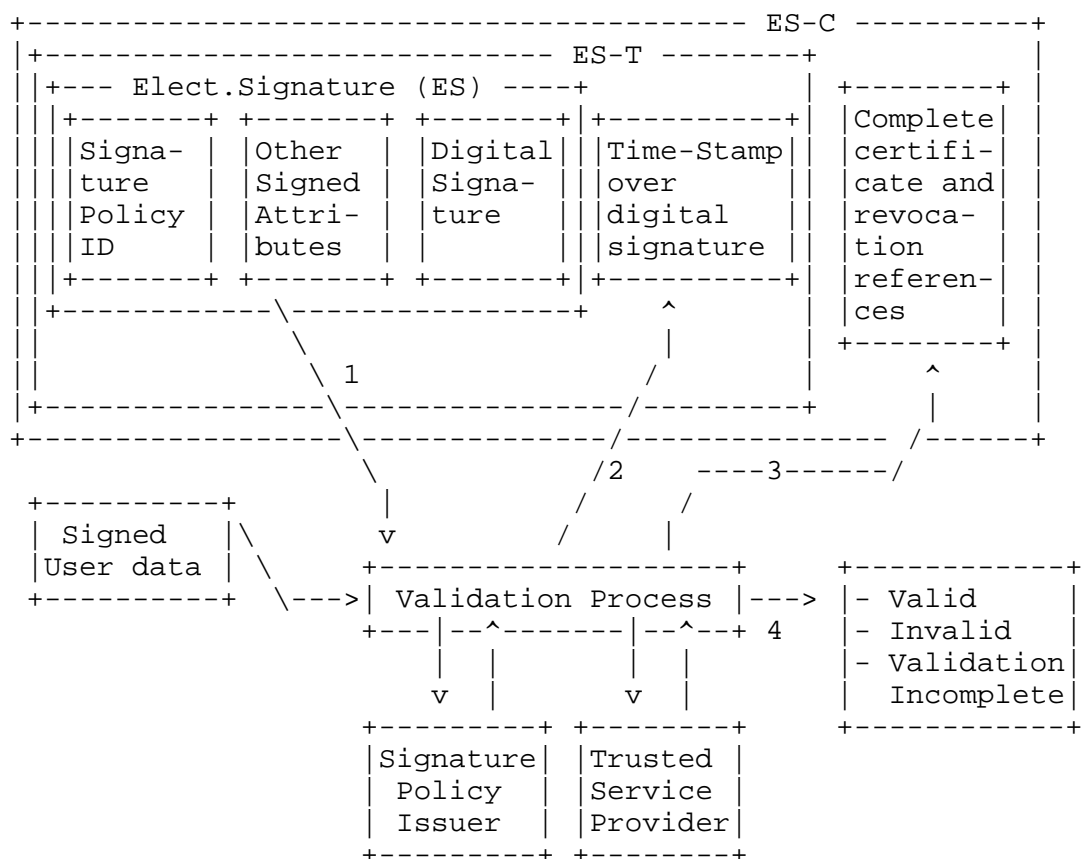 ES-C
ES-T
Elect.Signature (ES)
Signa-
ture
Policy
ID
Other
Signed
Attri-
butes
Digital
Signa-
ture
Time-Stamp
over
digital
signature
Complete
certifi-
cate and
revoca-
tion
referen-
ces
1
2
3
Signed
User data
Validation Process
4
- Valid
- Invalid
- Validation
Incomplete
Signature
Policy
Issuer
Trusted
Service
Provider